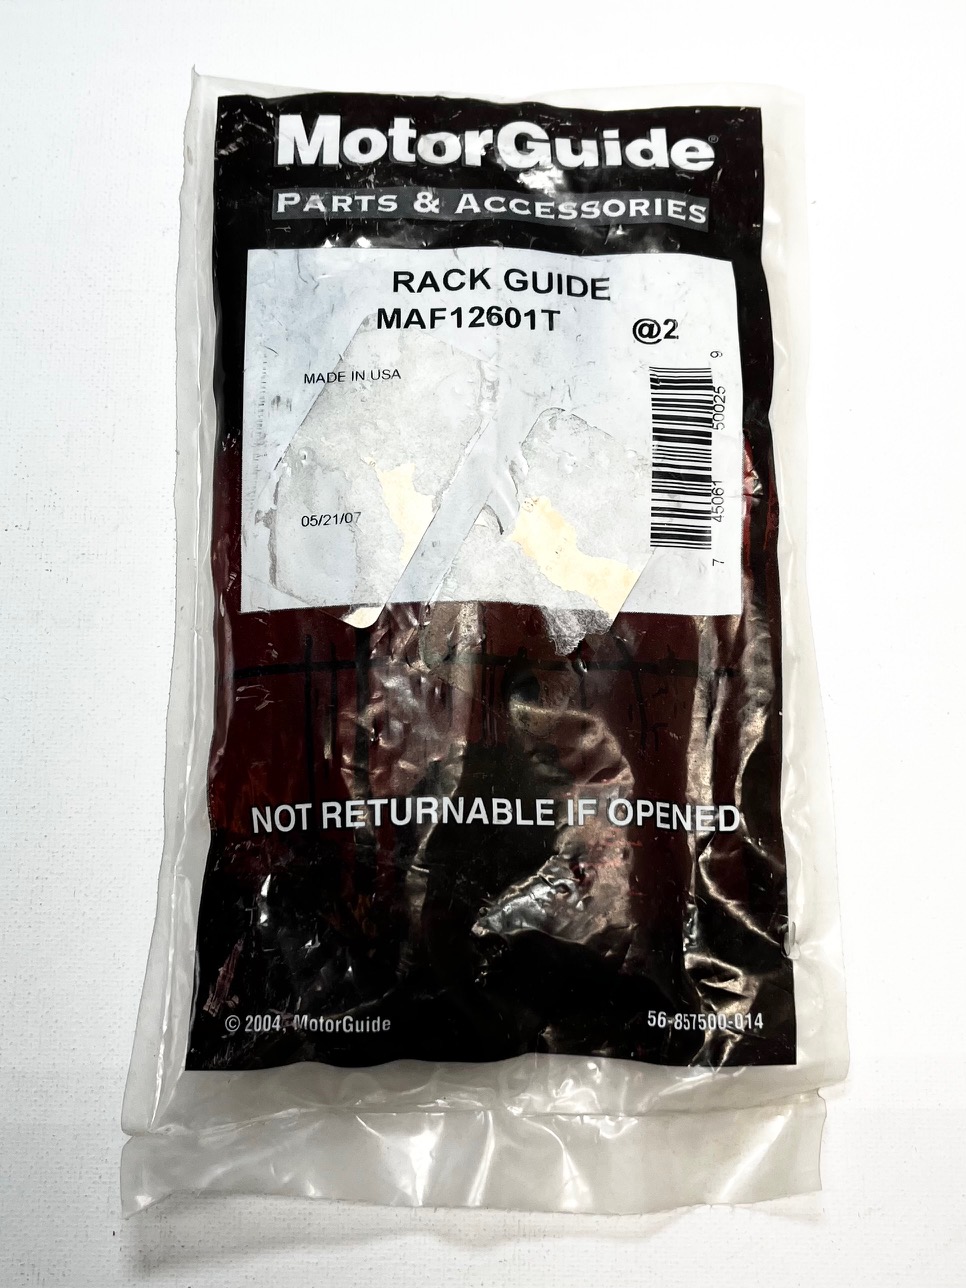 MotorGuide®
PARTS & ACCESSORIES
RACK GUIDE
MAF12601T
@2
MADE IN USA
7 45061 50025 9
05/21/07
NOT RETURNABLE IF OPENED
© 2004, MotorGuide
56-857500-014